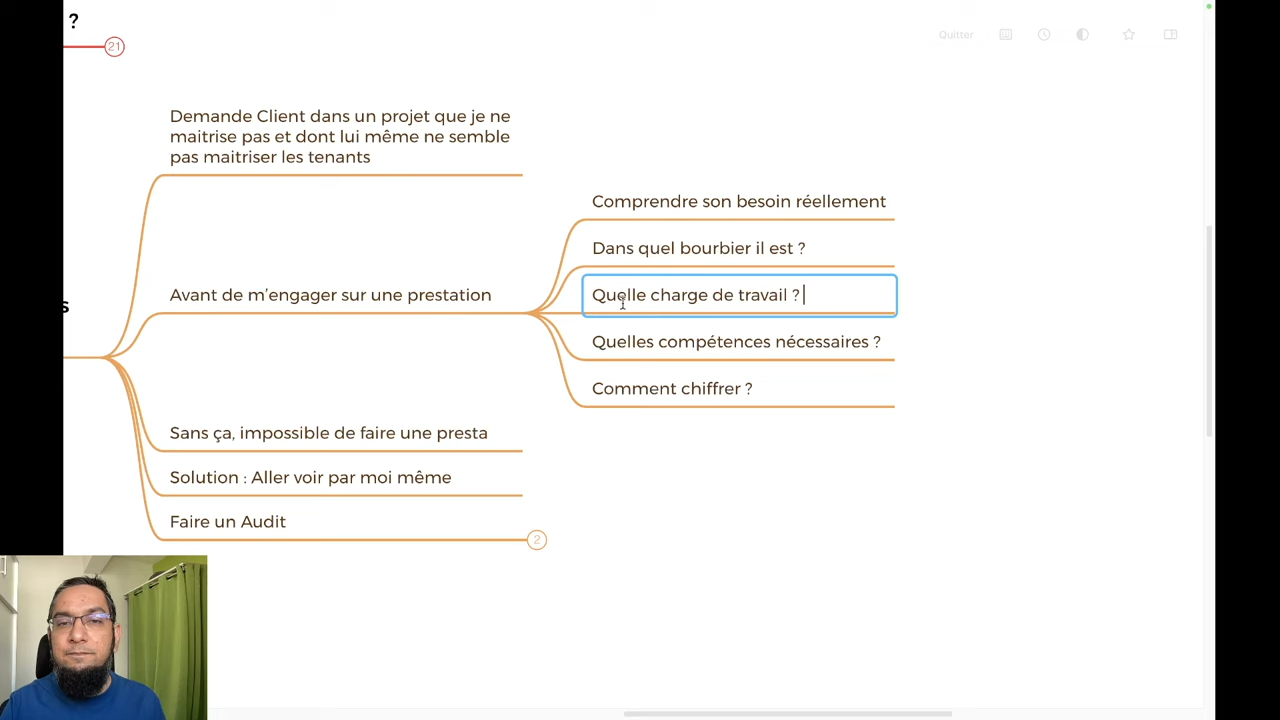 ?
21
Quitter
Demande Client dans un projet que je ne
maitrise pas et dont lui même ne semble
pas maitriser les tenants
Avant de m'engager sur une prestation
Comprendre son besoin réellement
Dans quel bourbier il est ?
Quelle charge de travail ?
Quelles compétences nécessaires ?
Comment chiffrer ?
s
Sans ça, impossible de faire une presta
Solution : Aller voir par moi même
Faire un Audit
2